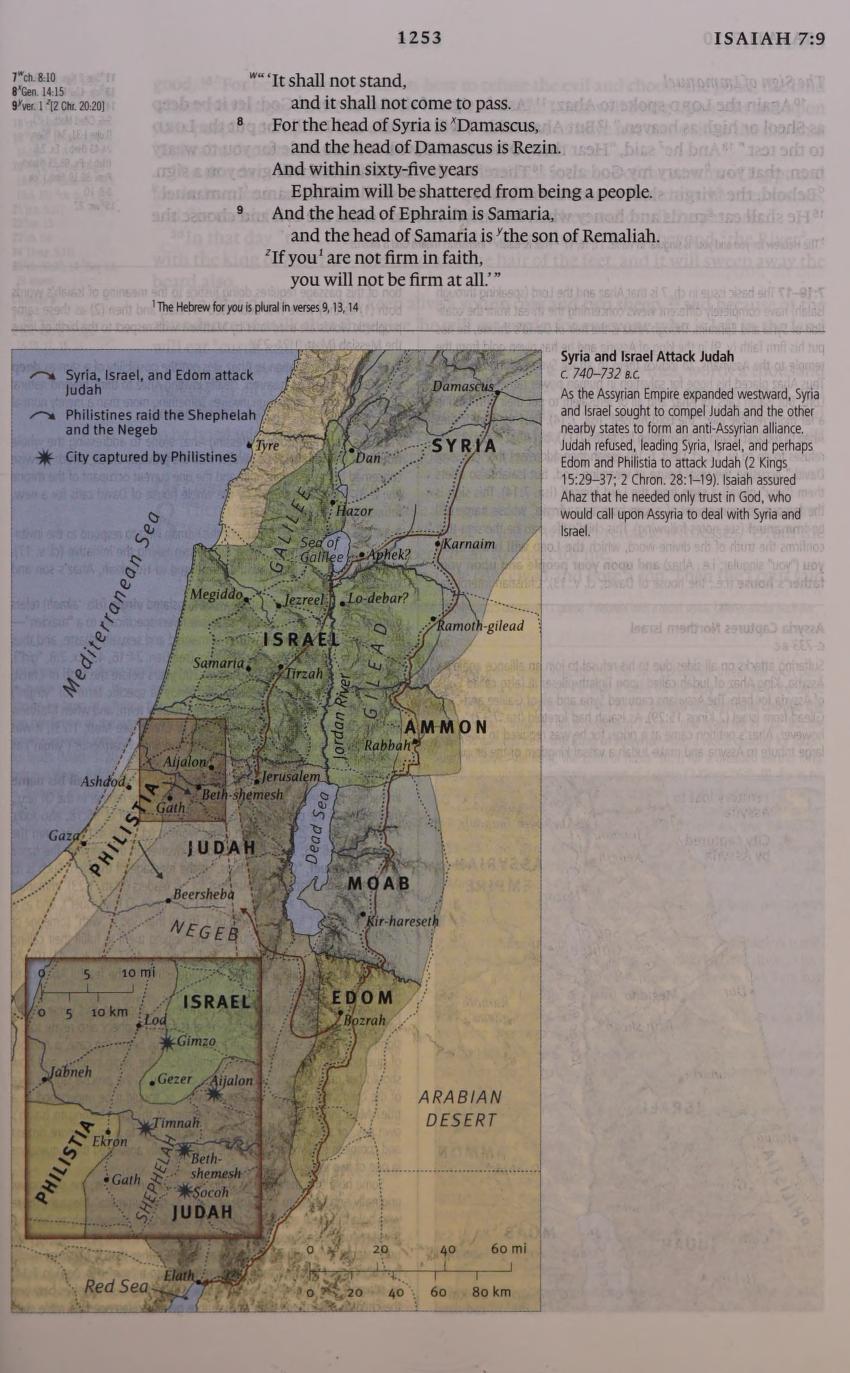 1253
ISAIAH 7:9
7ʷch. 8:10
8ˣGen. 14:15
9ʸver. 1 ᶻ[2 Chr. 20:20]
ʷ“‘It shall not stand,
and it shall not come to pass.
8 For the head of Syria is ˣDamascus,
and the head of Damascus is Rezin.
And within sixty-five years
Ephraim will be shattered from being a people.
9 And the head of Ephraim is Samaria,
and the head of Samaria is ʸthe son of Remaliah.
ᶻIf you¹ are not firm in faith,
you will not be firm at all.’”
¹ The Hebrew for you is plural in verses 9, 13, 14
Syria, Israel, and Edom attack
Judah
Philistines raid the Shephelah
and the Negeb
City captured by Philistines
Damascus
Tyre
SYRIA
Dan
Hazor
GALILEE
Sea of
Galilee
Aphek?
Karnaim
Mediterranean Sea
Megiddo
Jezreel
Lo-debar?
ISRAEL
Ramoth-gilead
Samaria
Tirzah
GILEAD
Jordan River
AMMON
Rabbah
Aijalon
Ashdod
Jerusalem
Beth-shemesh
Gath
PHILISTIA
Gaza
Dead Sea
JUDAH
MOAB
Beersheba
Kir-hareseth
NEGEB
EDOM
Bozrah
ARABIAN
DESERT
0 5 10 mi
0 5 10 km
ISRAEL
Lod
Gimzo
Jabneh
Gezer
Aijalon
Timnah
Ekron
PHILISTIA
SHEPHELAH
Beth-
shemesh
Gath
Socoh
JUDAH
0 20 40 60 mi
0 20 40 60 80 km
Elath
Red Sea
Syria and Israel Attack Judah
c. 740–732 B.C.
As the Assyrian Empire expanded westward, Syria
and Israel sought to compel Judah and the other
nearby states to form an anti-Assyrian alliance.
Judah refused, leading Syria, Israel, and perhaps
Edom and Philistia to attack Judah (2 Kings
15:29–37; 2 Chron. 28:1–19). Isaiah assured
Ahaz that he needed only trust in God, who
would call upon Assyria to deal with Syria and
Israel.